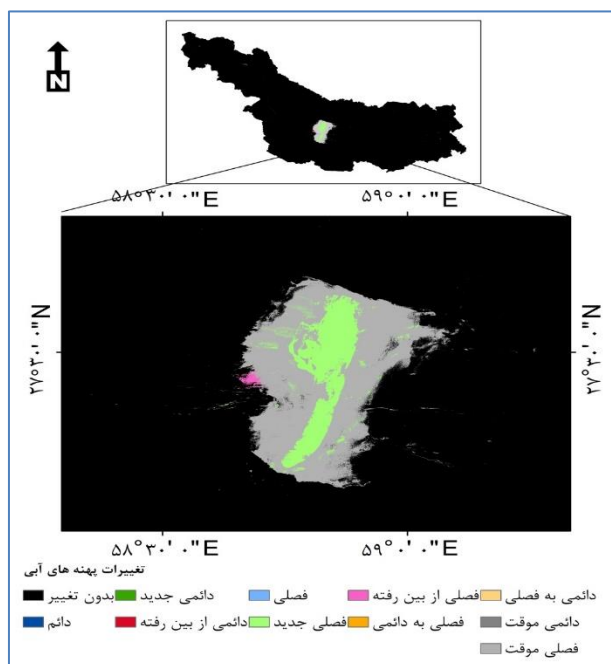 N
۵۸°۳۰'۰"E ۵۹°۰'۰"E
۲۷°۳۰'۰"N ۲۷°۳۰'۰"N
۵۸°۳۰'۰"E ۵۹°۰'۰"E
تغییرات پهنه های آبی
بدون تغییر دائمی جدید فصلی فصلی از بین رفته دائمی به فصلی
دائم دائمی از بین رفته فصلی جدید فصلی به دائمی دائمی موقت
فصلی موقت